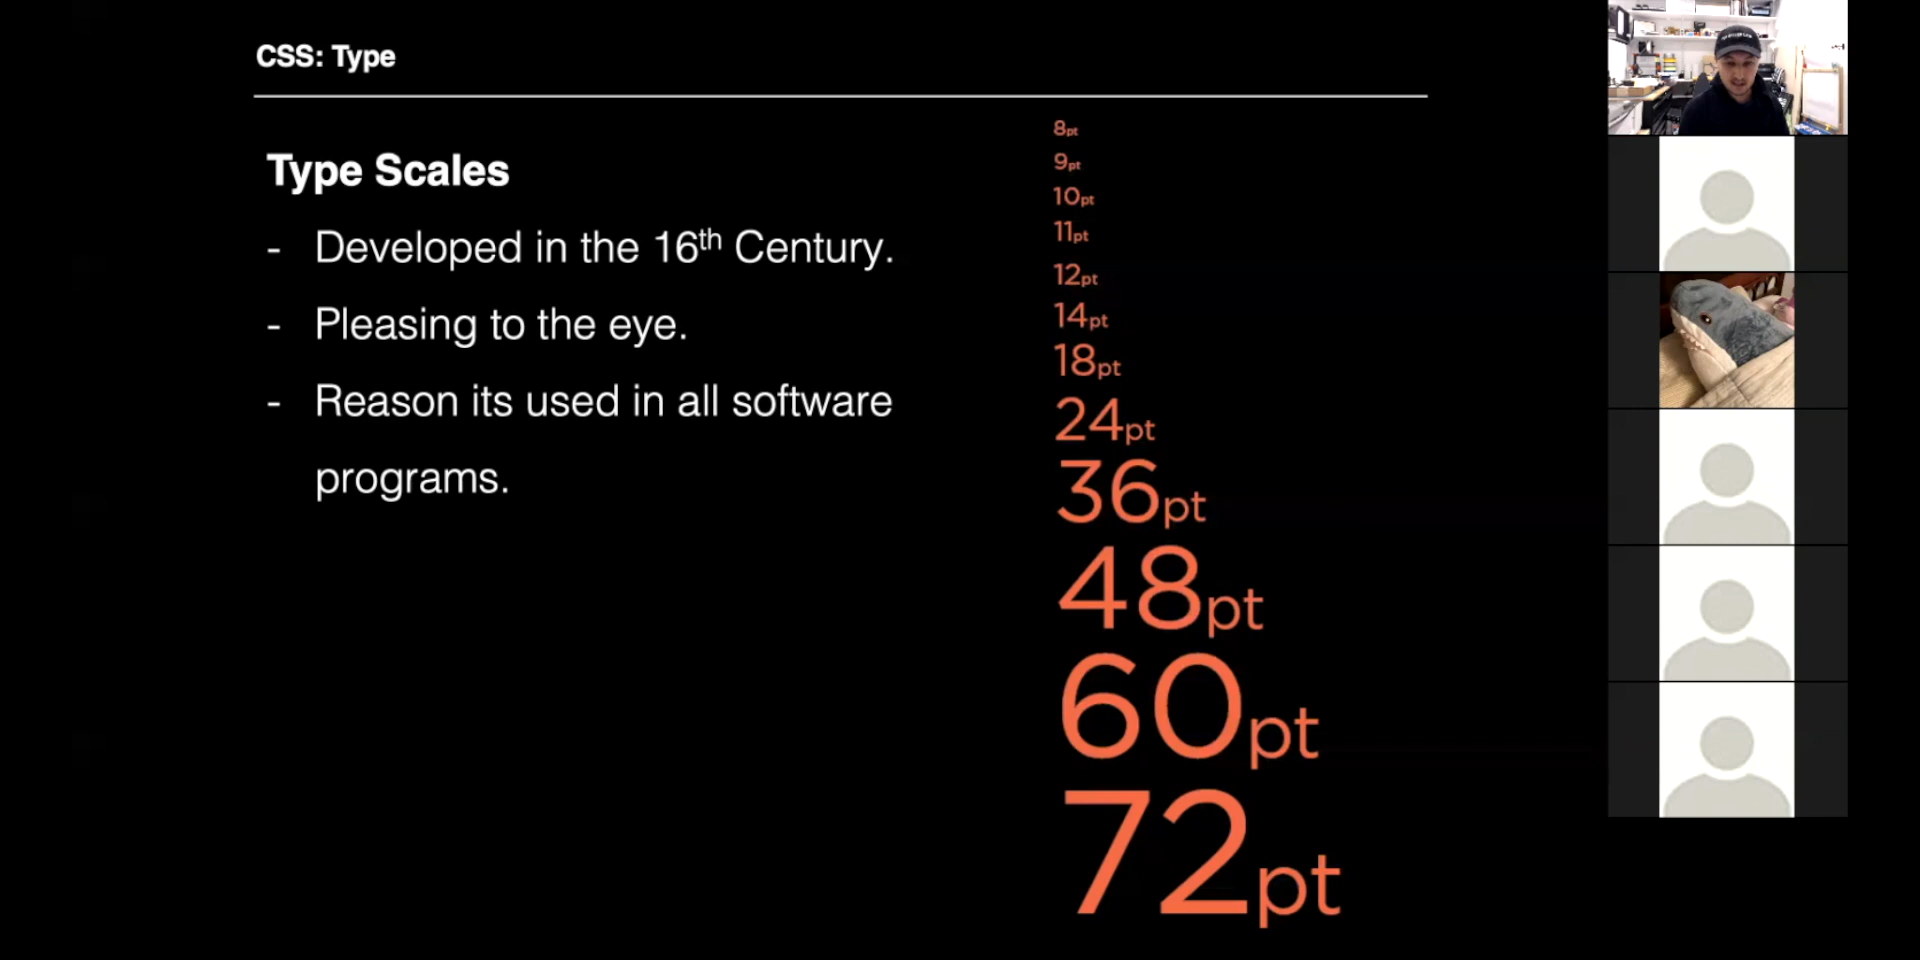 CSS: Type
Type Scales
- Developed in the 16th Century.
- Pleasing to the eye.
- Reason its used in all software
programs.
8pt
9pt
10pt
11pt
12pt
14pt
18pt
24pt
36pt
48pt
60pt
72pt